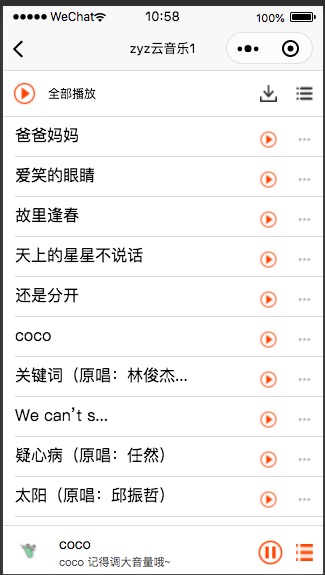 WeChat 10:58 100%
zyz云音乐1
全部播放
爸爸妈妈
爱笑的眼睛
故里逢春
天上的星星不说话
还是分开
coco
关键词（原唱：林俊杰...
We can't s...
疑心病（原唱：任然）
太阳（原唱：邱振哲）
coco
coco 记得调大音量哦~